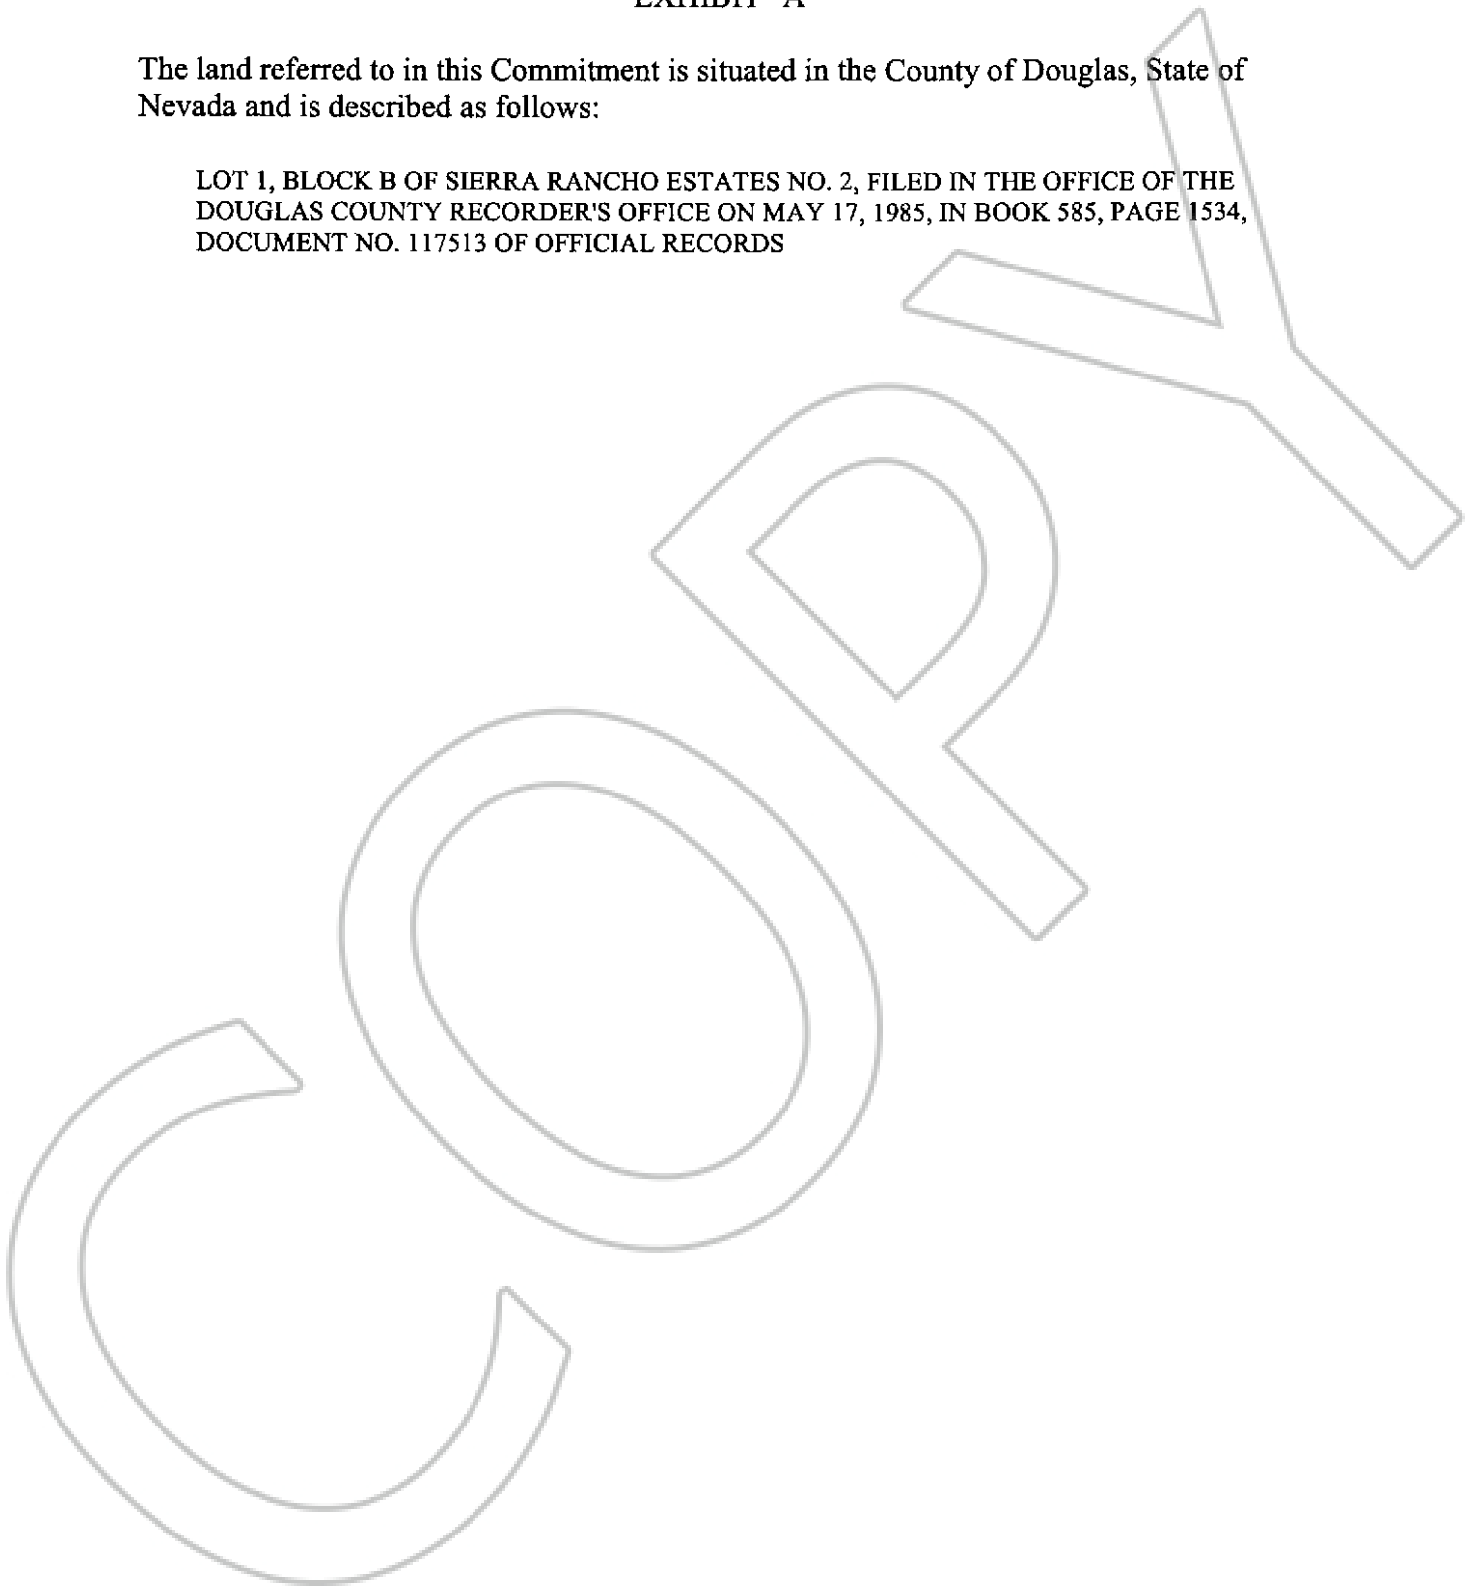 EXHIBIT "A"
The land referred to in this Commitment is situated in the County of Douglas, State of
Nevada and is described as follows:
LOT 1, BLOCK B OF SIERRA RANCHO ESTATES NO. 2, FILED IN THE OFFICE OF THE
DOUGLAS COUNTY RECORDER'S OFFICE ON MAY 17, 1985, IN BOOK 585, PAGE 1534,
DOCUMENT NO. 117513 OF OFFICIAL RECORDS
COPY